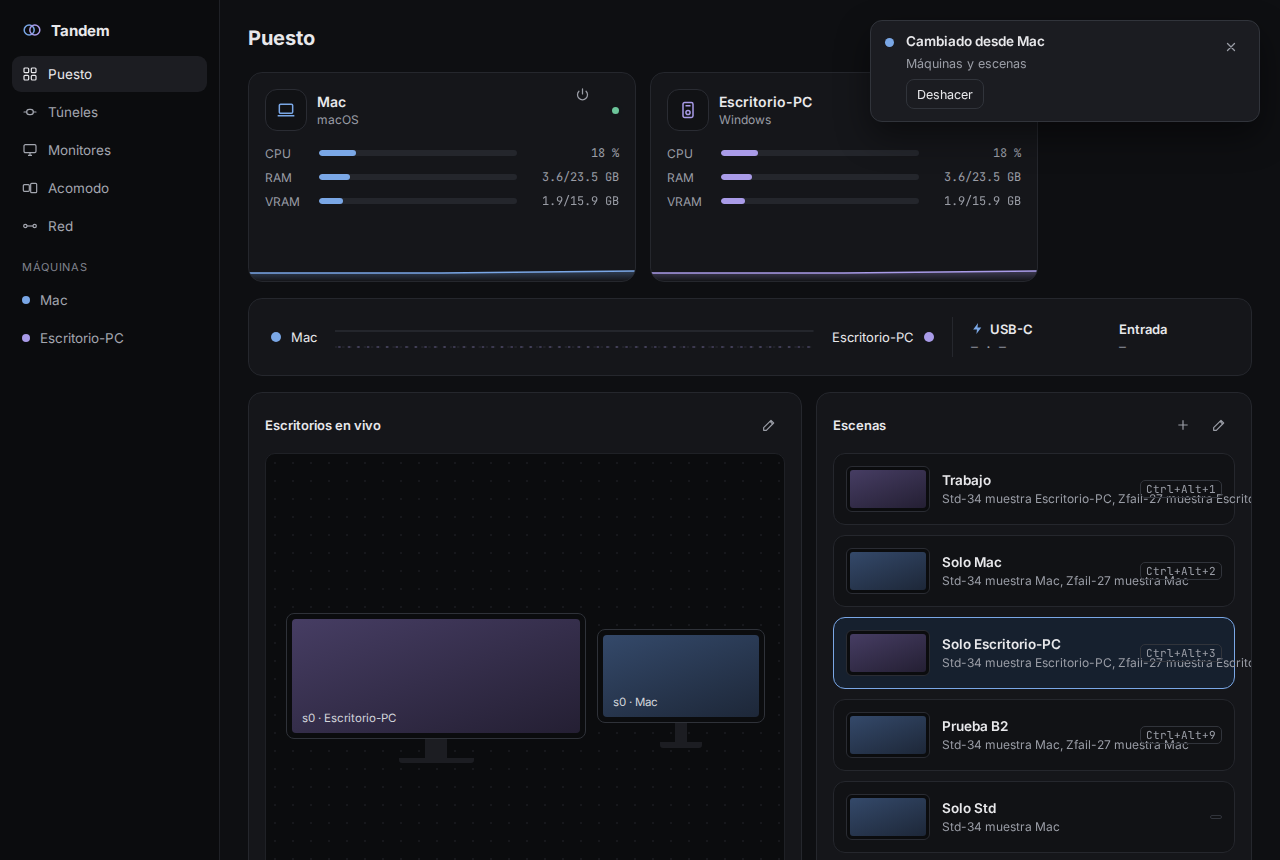 Tandem
Puesto
Túneles
Monitores
Acomodo
Red
MÁQUINAS
Mac
Escritorio-PC
Puesto
Cambiado desde Mac
Máquinas y escenas
Deshacer
Mac
macOS
CPU 18 %
RAM 3.6/23.5 GB
VRAM 1.9/15.9 GB
Escritorio-PC
Windows
CPU 18 %
RAM 3.6/23.5 GB
VRAM 1.9/15.9 GB
Mac
Escritorio-PC
USB-C
– · –
Entrada
–
Escritorios en vivo
s0 · Escritorio-PC
s0 · Mac
Escenas
Trabajo
Ctrl+Alt+1
Std-34 muestra Escritorio-PC, Zfail-27 muestra Escrito
Solo Mac
Ctrl+Alt+2
Std-34 muestra Mac, Zfail-27 muestra Mac
Solo Escritorio-PC
Ctrl+Alt+3
Std-34 muestra Escritorio-PC, Zfail-27 muestra Escrito
Prueba B2
Ctrl+Alt+9
Std-34 muestra Mac, Zfail-27 muestra Mac
Solo Std
Std-34 muestra Mac